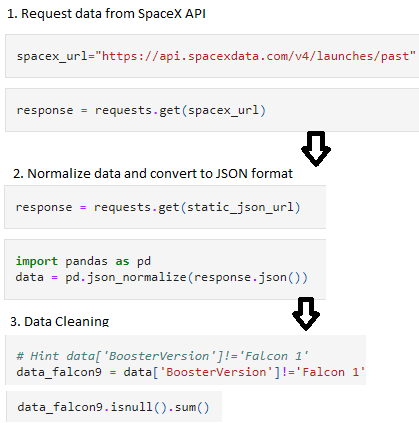 1. Request data from SpaceX API
spacex_url="https://api.spacexdata.com/v4/launches/past"
response = requests.get(spacex_url)
2. Normalize data and convert to JSON format
response = requests.get(static_json_url)
import pandas as pd
data = pd.json_normalize(response.json())
3. Data Cleaning
# Hint data['BoosterVersion']!='Falcon 1'
data_falcon9 = data['BoosterVersion']!='Falcon 1'
data_falcon9.isnull().sum()